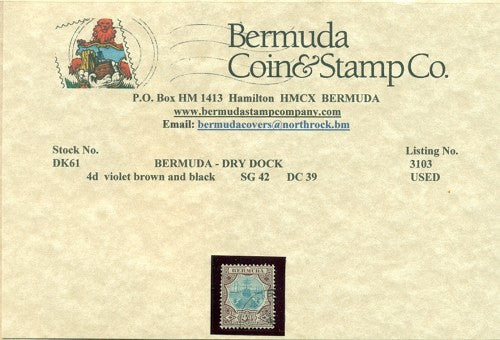 Bermuda
Coin & Stamp Co.
P.O. Box HM 1413 Hamilton HMCX BERMUDA
www.bermudastampcompany.com
Email: bermudacovers@northrock.bm
Stock No. Listing No.
DK61 BERMUDA - DRY DOCK 3103
4d violet brown and black SG 42 DC 39 USED
BERMUDA